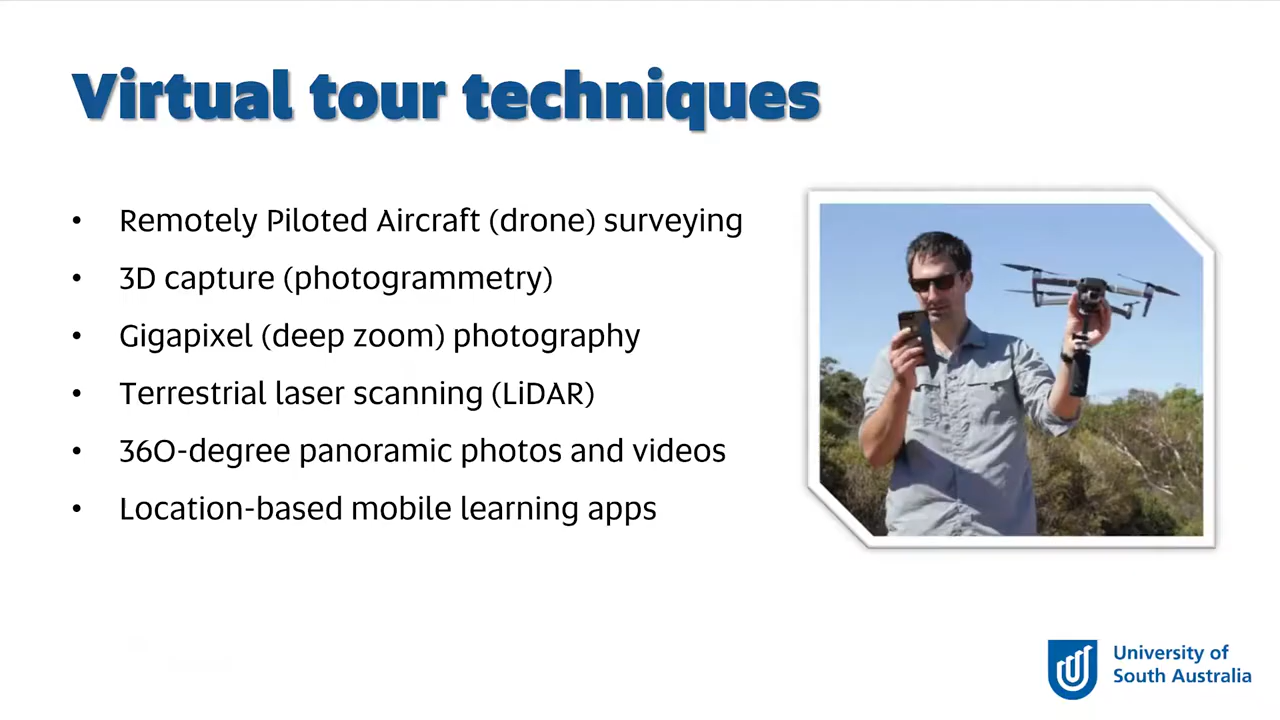 Virtual tour techniques
• Remotely Piloted Aircraft (drone) surveying
• 3D capture (photogrammetry)
• Gigapixel (deep zoom) photography
• Terrestrial laser scanning (LiDAR)
• 360-degree panoramic photos and videos
• Location-based mobile learning apps
University of
South Australia